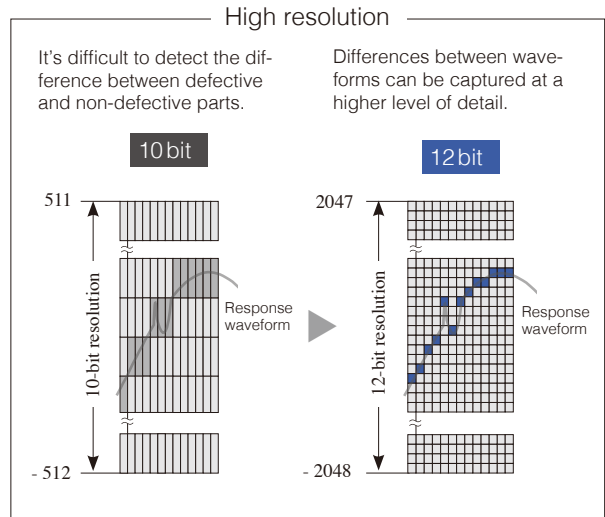 High resolution
It's difficult to detect the dif-
ference between defective
and non-defective parts.
10 bit
511
10-bit resolution
Response
waveform
- 512
Differences between wave-
forms can be captured at a
higher level of detail.
12 bit
2047
12-bit resolution
Response
waveform
- 2048